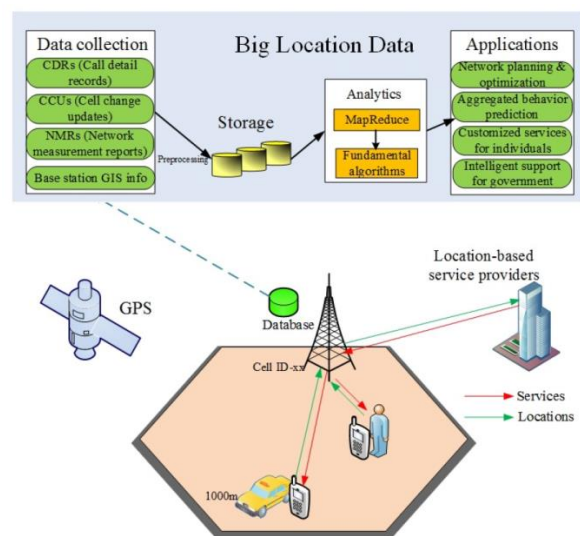 Data collection
CDRs (Call detail
records)
CCUs (Cell change
updates)
NMRs (Network
measurement reports)
Base station GIS info
Big Location Data
Preprocessing
Storage
Analytics
MapReduce
Fundamental
algorithms
Applications
Network planning &
optimization
Aggregated behavior
prediction
Customized services
for individuals
Intelligent support
for government
GPS
Database
Location-based
service providers
Cell ID-xx
Services
Locations
1000m